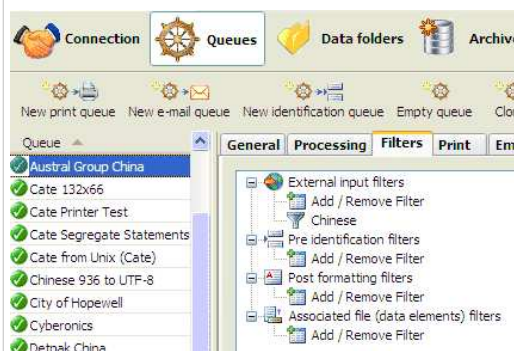 Connection Queues Data folders Archive
New print queue New e-mail queue New identification queue Empty queue Clo
Queue General Processing Filters Print Em
Austral Group China
Cate 132x66
Cate Printer Test
Cate Segregate Statements
Cate from Unix (Cate)
Chinese 936 to UTF-8
City of Hopewell
Cyberonics
Detpak China
External input filters
Add / Remove Filter
Chinese
Pre identification filters
Add / Remove Filter
Post formatting filters
Add / Remove Filter
Associated file (data elements) filters
Add / Remove Filter